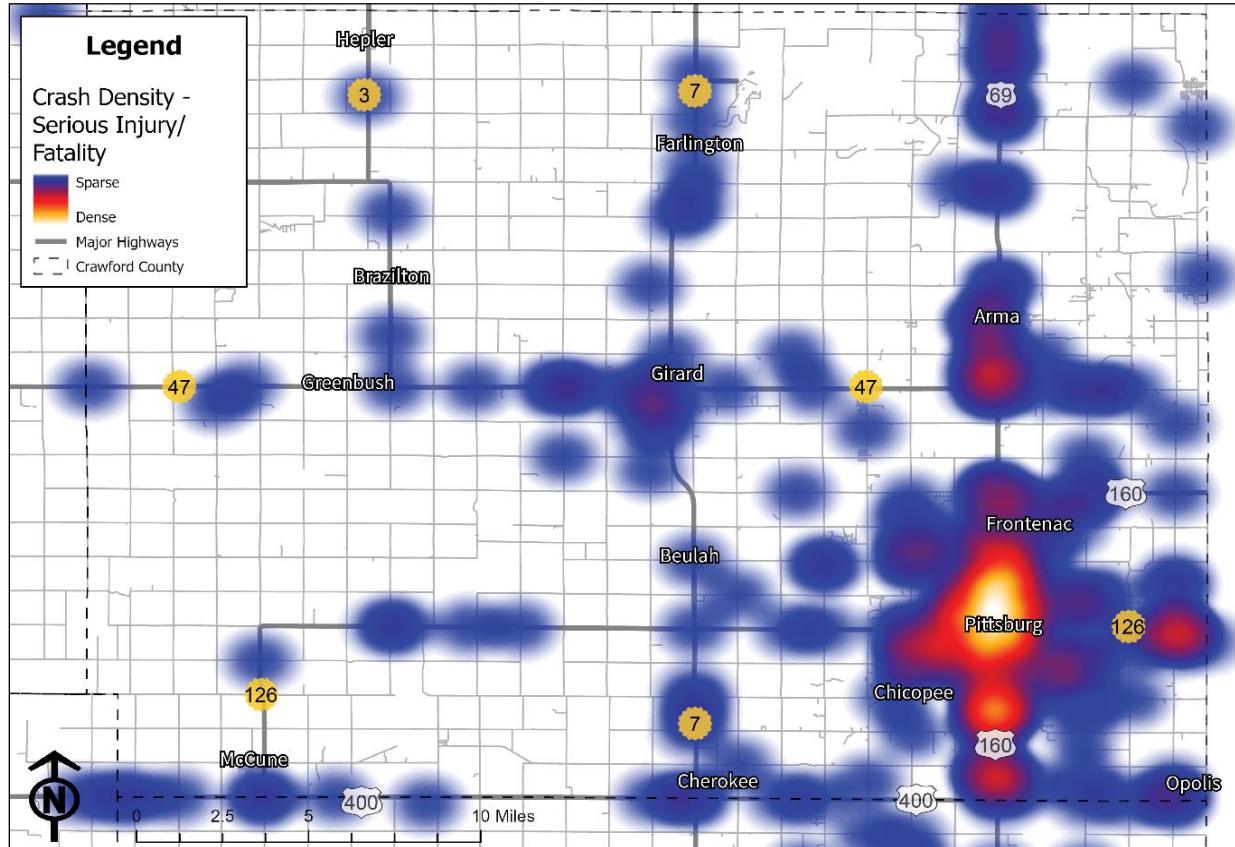 Legend
Crash Density -
Serious Injury/
Fatality
Sparse
Dense
Major Highways
Crawford County
Hepler
3
7
69
Farlington
Brazilton
Arma
Girard
Greenbush
47
47
160
Frontenac
Beulah
Pittsburg
126
126
Chicopee
7
160
McCune
Cherokee
Opolis
400
400
N
0 2.5 5 10 Miles